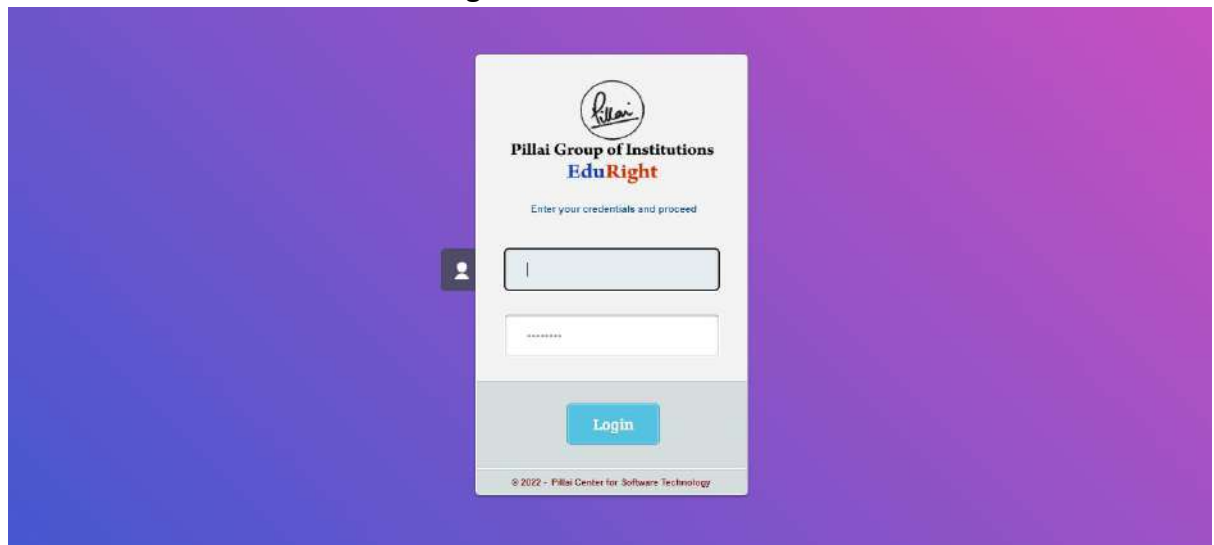 Pillai
Pillai Group of Institutions
EduRight
Enter your credentials and proceed
Login
© 2022 - Pillai Center for Software Technology